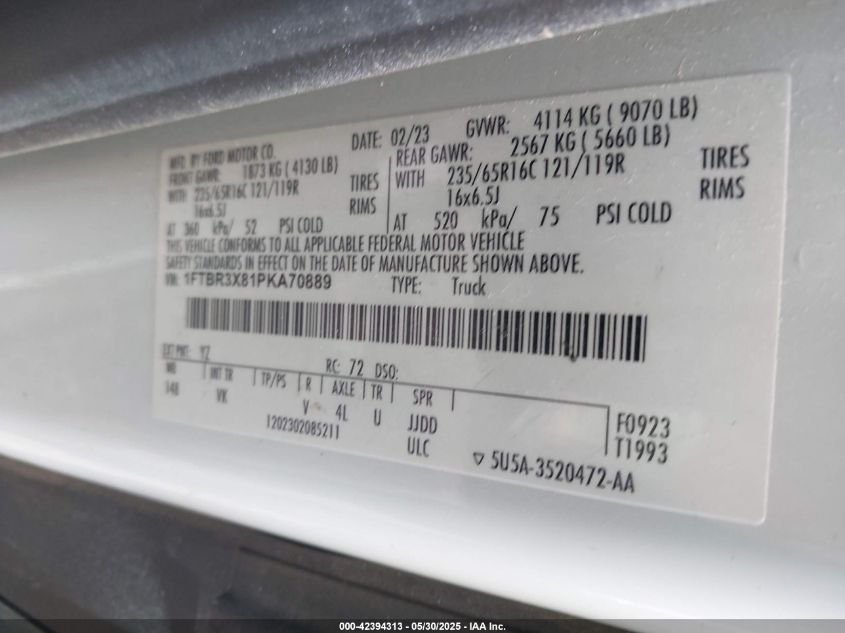 MFD. BY FORD MOTOR CO. DATE: 02/23 GVWR: 4114 KG ( 9070 LB)
FRONT GAWR: 1873 KG ( 4130 LB) REAR GAWR: 2567 KG ( 5660 LB)
WITH 235/65R16C 121/119R TIRES WITH 235/65R16C 121/119R TIRES
16x6.5J RIMS 16x6.5J RIMS
AT 360 kPa/ 52 PSI COLD AT 520 kPa/ 75 PSI COLD
THIS VEHICLE CONFORMS TO ALL APPLICABLE FEDERAL MOTOR VEHICLE
SAFETY STANDARDS IN EFFECT ON THE DATE OF MANUFACTURE SHOWN ABOVE.
VIN: 1FTBR3X81PKA70889 TYPE: Truck
EXT PNT: YZ RC: 72 DSO:
WB INT TR TP/PS R AXLE TR SPR
148 VK V 4L U JJDD F0923
1202302085211 ULC T1993
5U5A-3520472-AA
000-42394313 - 05/30/2025 - IAA Inc.